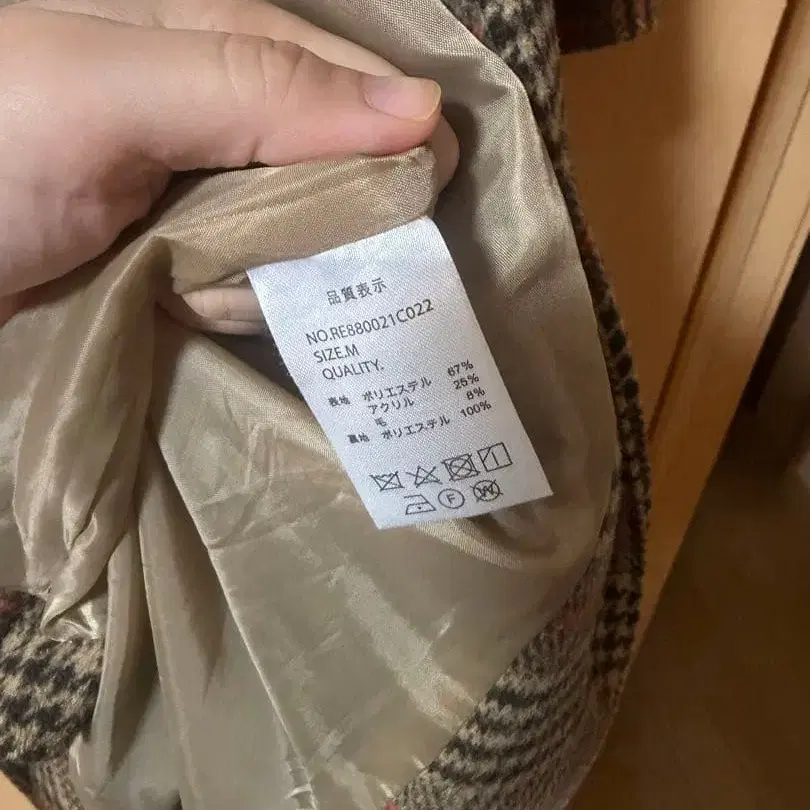 品質表示
NO.RE880021C022
SIZE.M
QUALITY.
表地 ポリエステル 67%
アクリル 25%
毛 8%
裏地 ポリエステル 100%
F
W